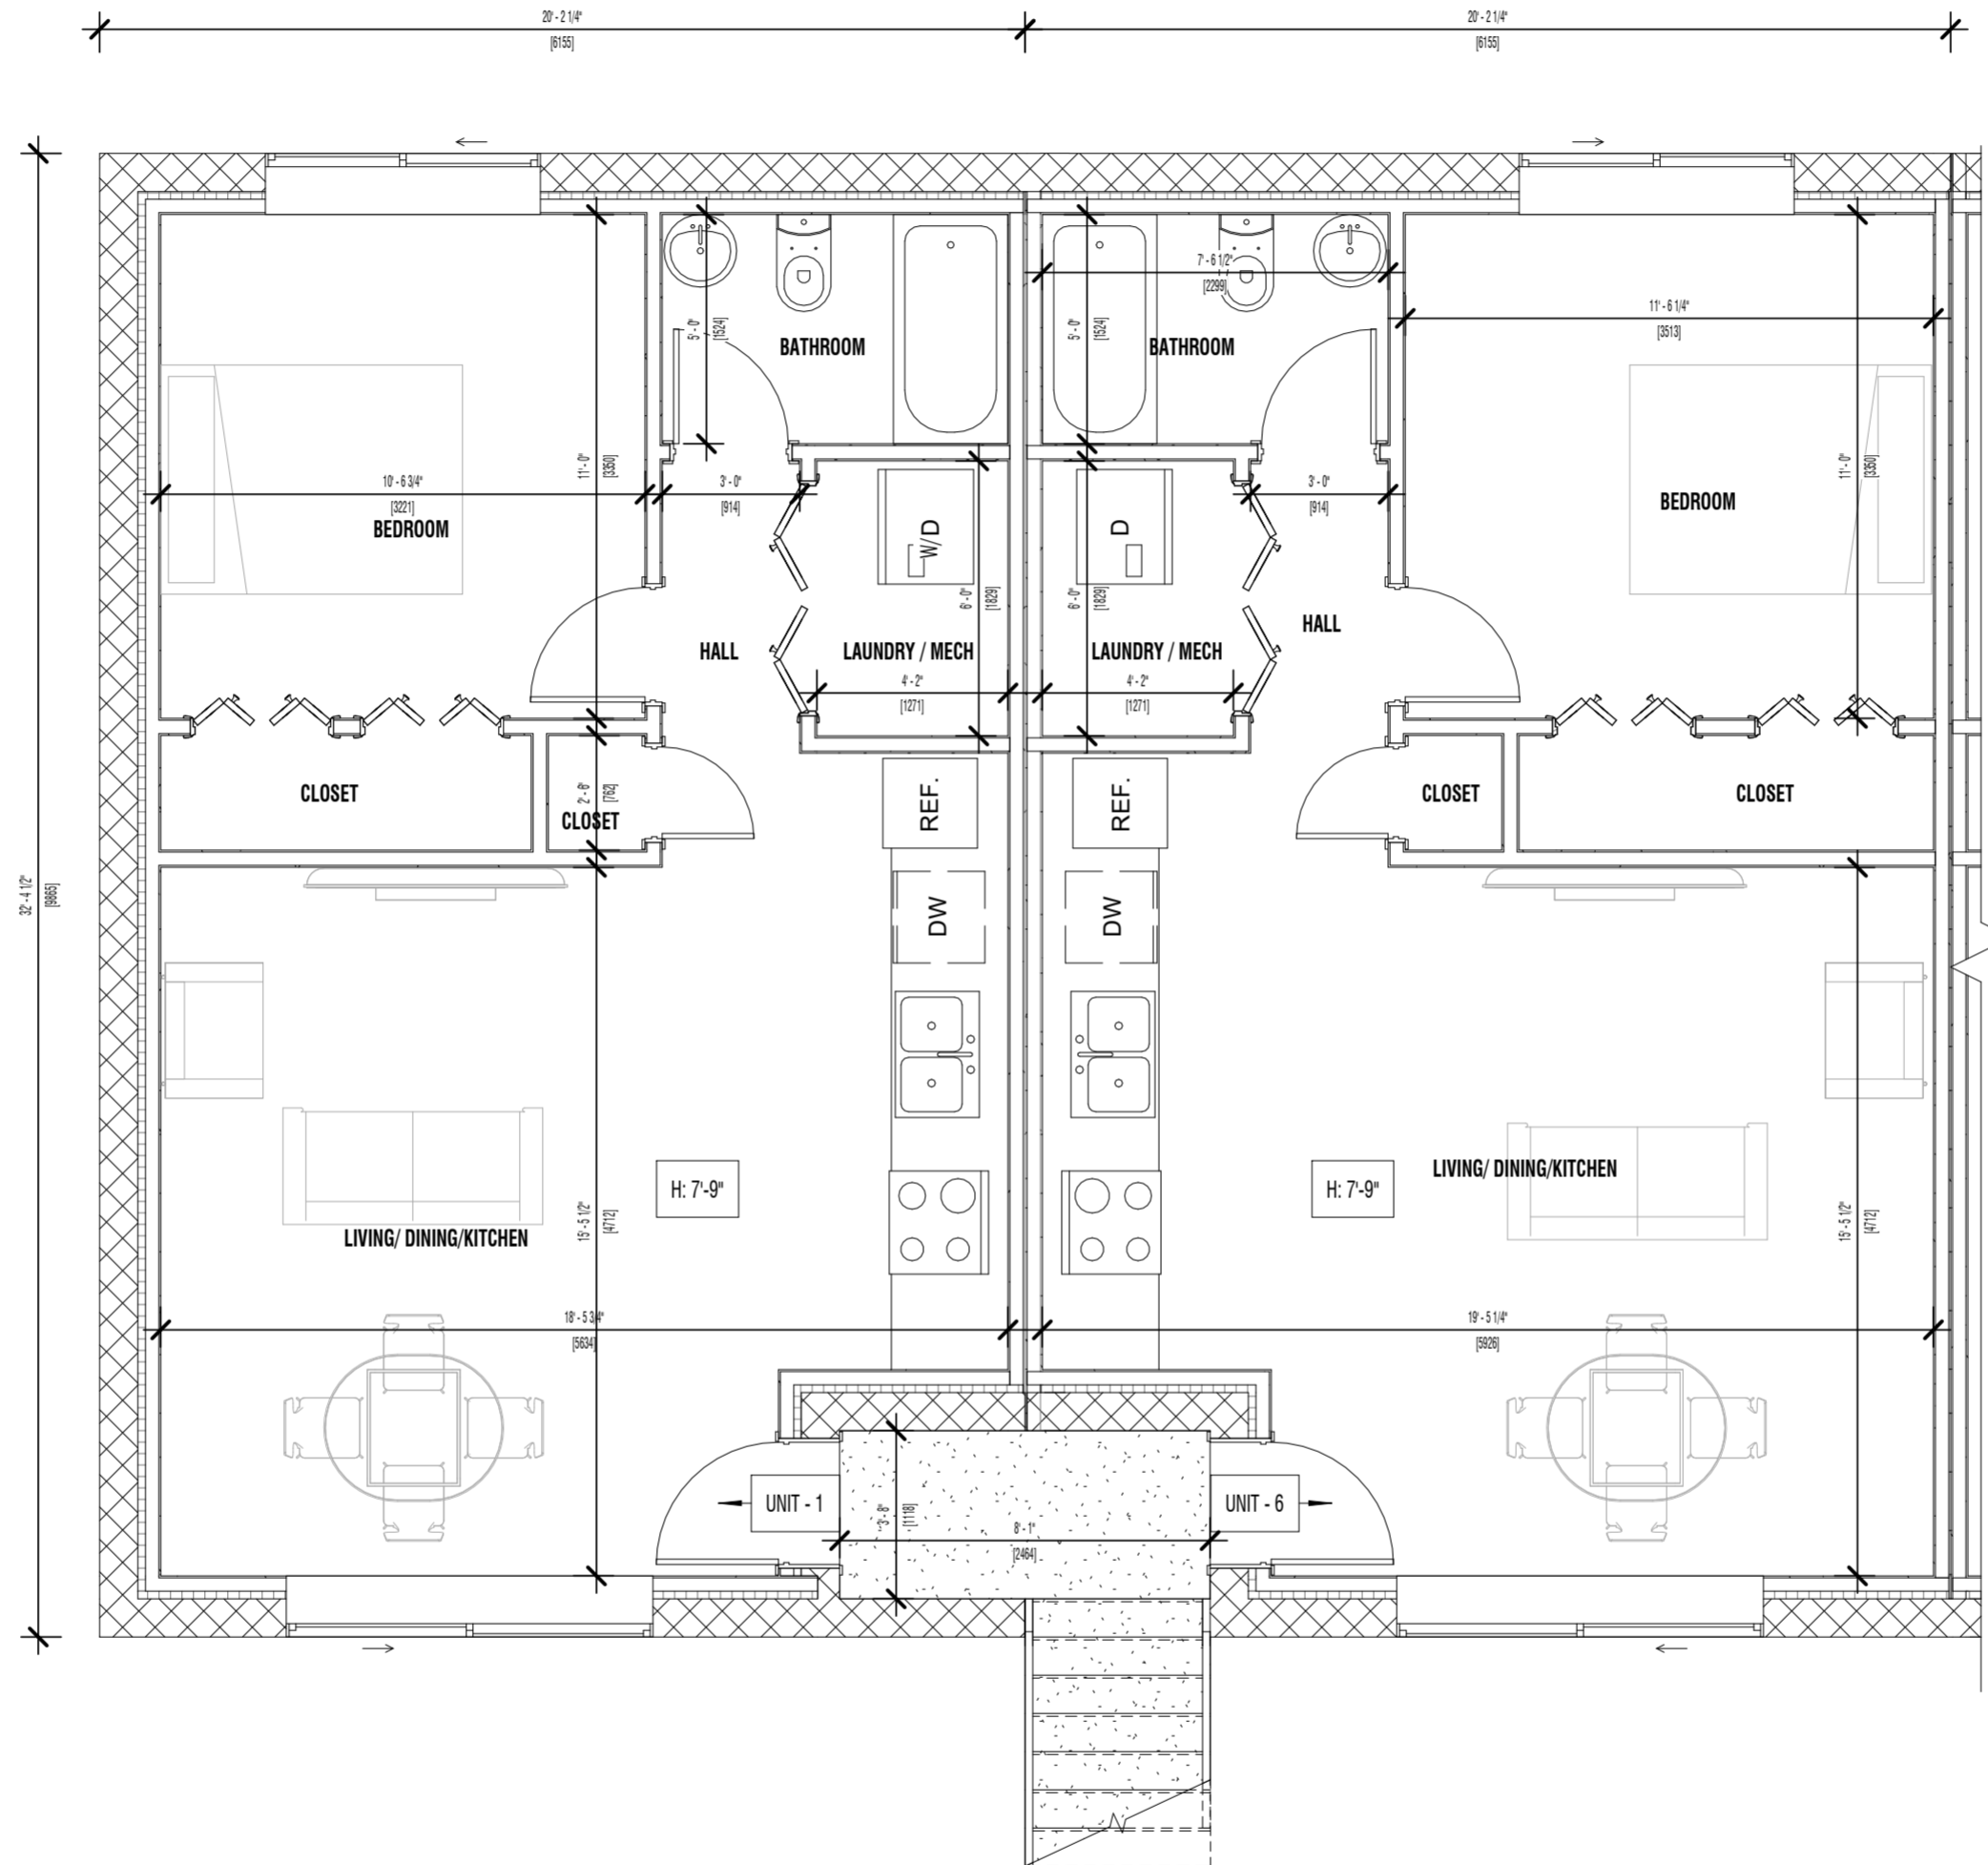 20' - 2 1/4"
[6155]
20' - 2 1/4"
[6155]
32' - 4 1/2"
[9865]
5' - 0"
[1524]
BATHROOM
5' - 0"
[1524]
7' - 6 1/2"
[2299]
BATHROOM
11' - 6 1/4"
[3513]
10' - 6 3/4"
[3221]
BEDROOM
11' - 0"
[3350]
3' - 0"
[914]
W/D
D
3' - 0"
[914]
11' - 0"
[3350]
BEDROOM
6' - 0"
[1829]
6' - 0"
[1829]
HALL
LAUNDRY / MECH
4' - 2"
[1271]
LAUNDRY / MECH
4' - 2"
[1271]
HALL
CLOSET
2' - 6"
[762]
CLOSET
REF.
REF.
CLOSET
CLOSET
DW
DW
H: 7'-9"
H: 7'-9"
LIVING/ DINING/KITCHEN
15' - 5 1/2"
[4712]
LIVING/ DINING/KITCHEN
15' - 5 1/2"
[4712]
18' - 5 3/4"
[5634]
19' - 5 1/4"
[5926]
UNIT - 1
3' - 8"
[1118]
8' - 1"
[2464]
UNIT - 6